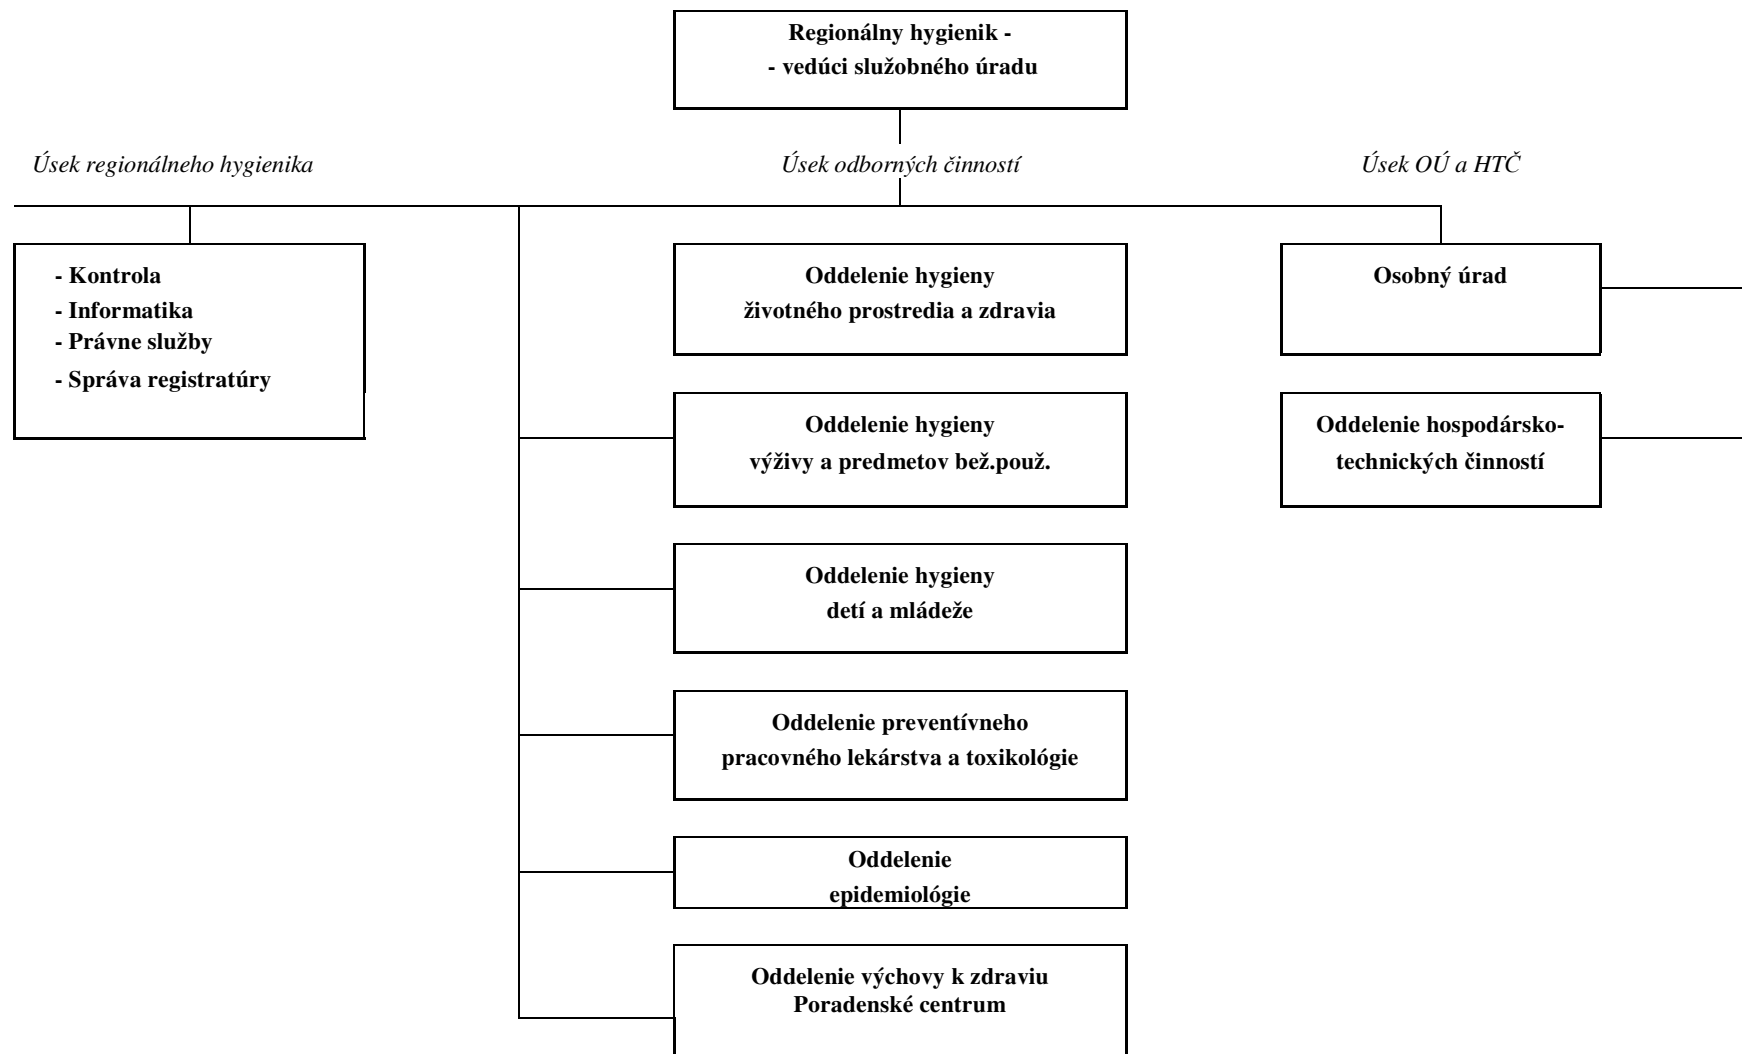 Regionálny hygienik -
- vedúci služobného úradu
Úsek regionálneho hygienika
Úsek odborných činností
Úsek OÚ a HTČ
- Kontrola
- Informatika
- Právne služby
- Správa registratúry
Oddelenie hygieny
životného prostredia a zdravia
Oddelenie hygieny
výživy a predmetov bež.použ.
Oddelenie hygieny
detí a mládeže
Oddelenie preventívneho
pracovného lekárstva a toxikológie
Oddelenie
epidemiológie
Oddelenie výchovy k zdraviu
Poradenské centrum
Osobný úrad
Oddelenie hospodársko-
technických činností